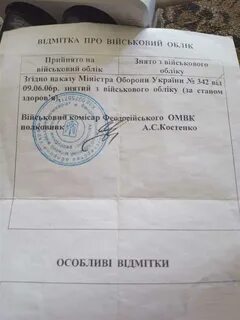 ВІДМІТКА ПРО ВІЙСЬКОВИЙ ОБЛІК
Прийнято на військовий облік
Знято з військового обліку
Згідно наказу Міністра Оборони України № 342 від
09.06.06р. знятий з військового обліку (за станом
здоров'я).
Військовий комісар Феодосійського ОМВК
полковник А.С.Костенко
ОСОБЛИВІ ВІДМІТКИ